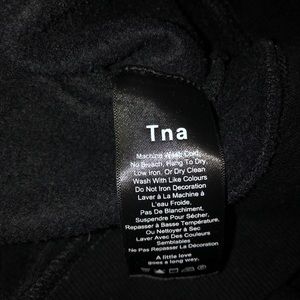 Tna
Machine Wash Cold,
No Bleach, Hang To Dry,
Low Iron, Or Dry Clean
Wash With Like Colours
Do Not Iron Decoration
Laver À La Machine À
L'eau Froide,
Pas De Blanchiment,
Suspendre Pour Sécher,
Repasser à Basse Température,
Ou Nettoyer à Sec
Laver Avec Des Couleurs
Semblables
Ne Pas Repasser La Décoration
A little love
goes a long way.